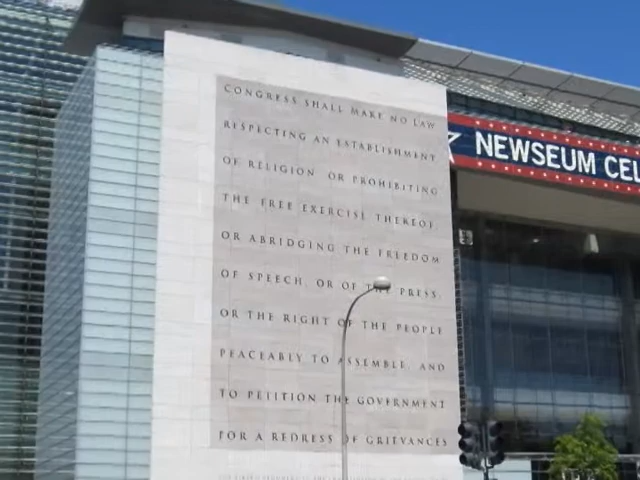 CONGRESS SHALL MAKE NO LAW
RESPECTING AN ESTABLISHMENT
OF RELIGION, OR PROHIBITING
THE FREE EXERCISE THEREOF;
OR ABRIDGING THE FREEDOM
OF SPEECH, OR OF THE PRESS;
OR THE RIGHT OF THE PEOPLE
PEACEABLY TO ASSEMBLE, AND
TO PETITION THE GOVERNMENT
FOR A REDRESS OF GRIEVANCES
NEWSEUM CEL